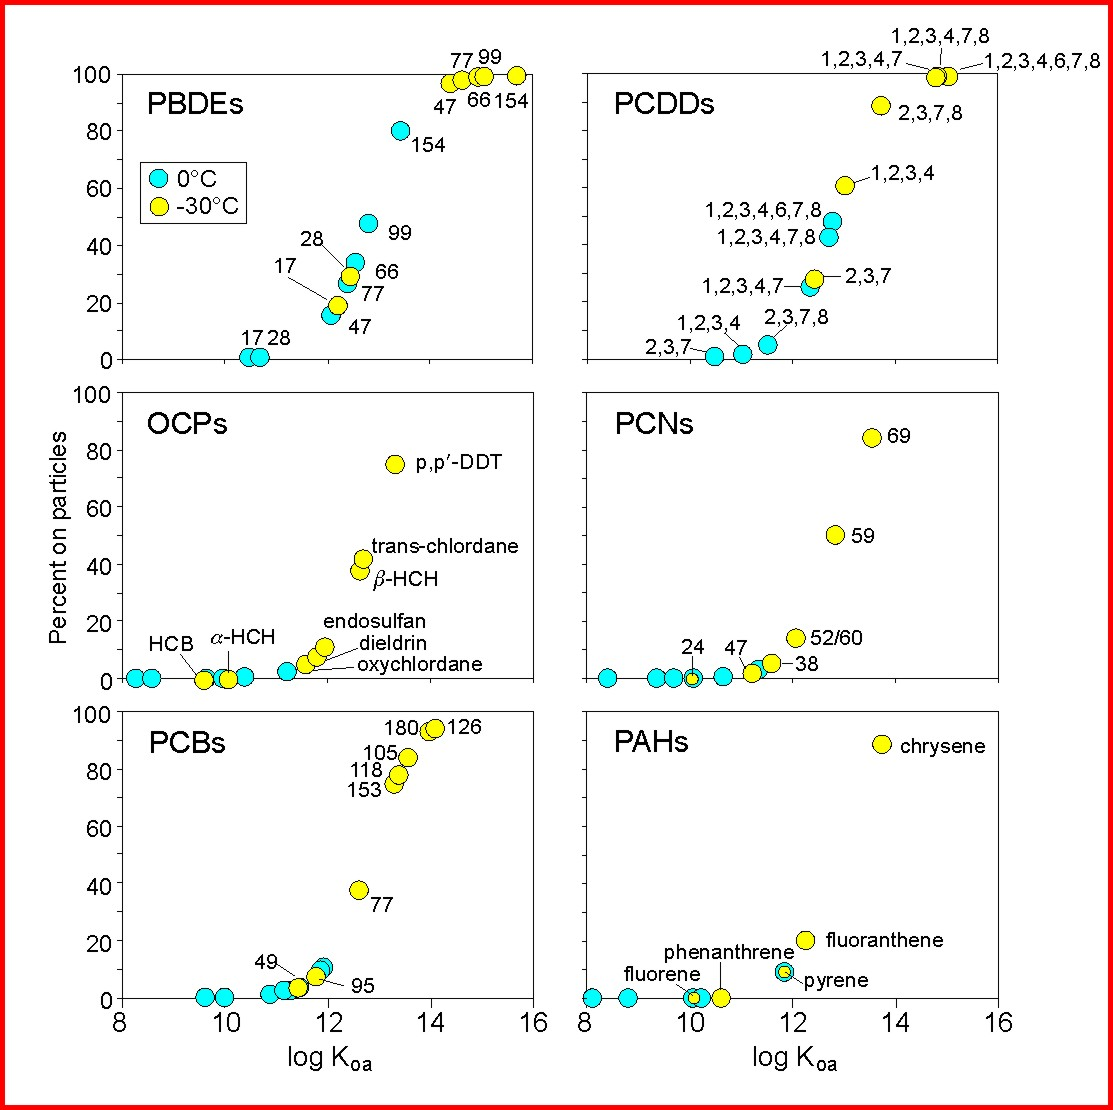 PBDEs
0°C
-30°C
100
80
60
40
20
0
77 99
47
66 154
154
99
28
17
66
77
47
17 28
PCDDs
1,2,3,4,7,8
1,2,3,4,7
1,2,3,4,6,7,8
2,3,7,8
1,2,3,4
1,2,3,4,6,7,8
1,2,3,4,7,8
1,2,3,4,7
2,3,7
1,2,3,4
2,3,7,8
2,3,7
Percent on particles
OCPs
100
80
60
40
20
0
p,p'-DDT
trans-chlordane
β-HCH
endosulfan
dieldrin
oxychlordane
HCB
α-HCH
PCNs
69
59
52/60
24
47
38
PCBs
100
80
60
40
20
0
180
126
105
118
153
77
49
95
8
10
12
14
16
log Koa
PAHs
chrysene
fluoranthene
phenanthrene
fluorene
pyrene
8
10
12
14
16
log Koa